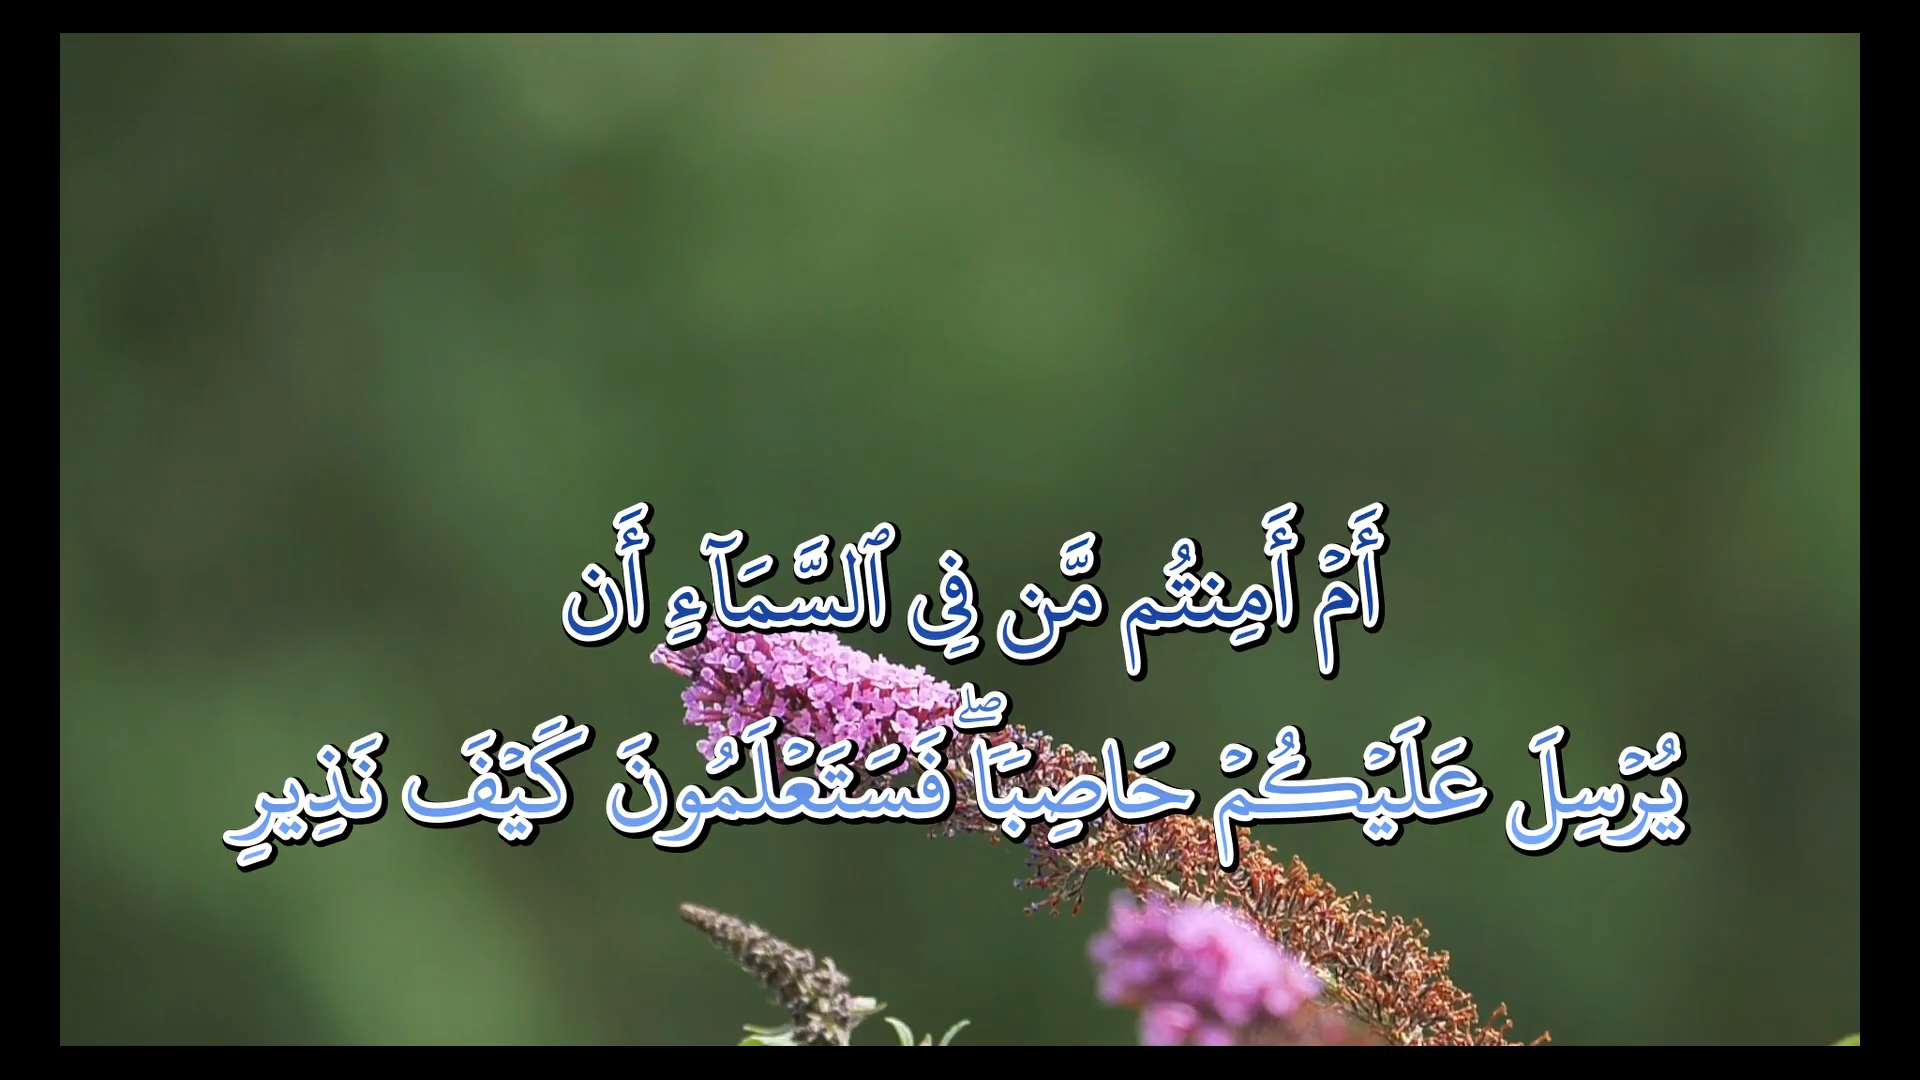 أَمۡ أَمِنتُم مَّن فِي ٱلسَّمَآءِ أَن
يُرۡسِلَ عَلَيۡكُمۡ حَاصِبٗاۖ فَسَتَعۡلَمُونَ كَيۡفَ نَذِيرِ